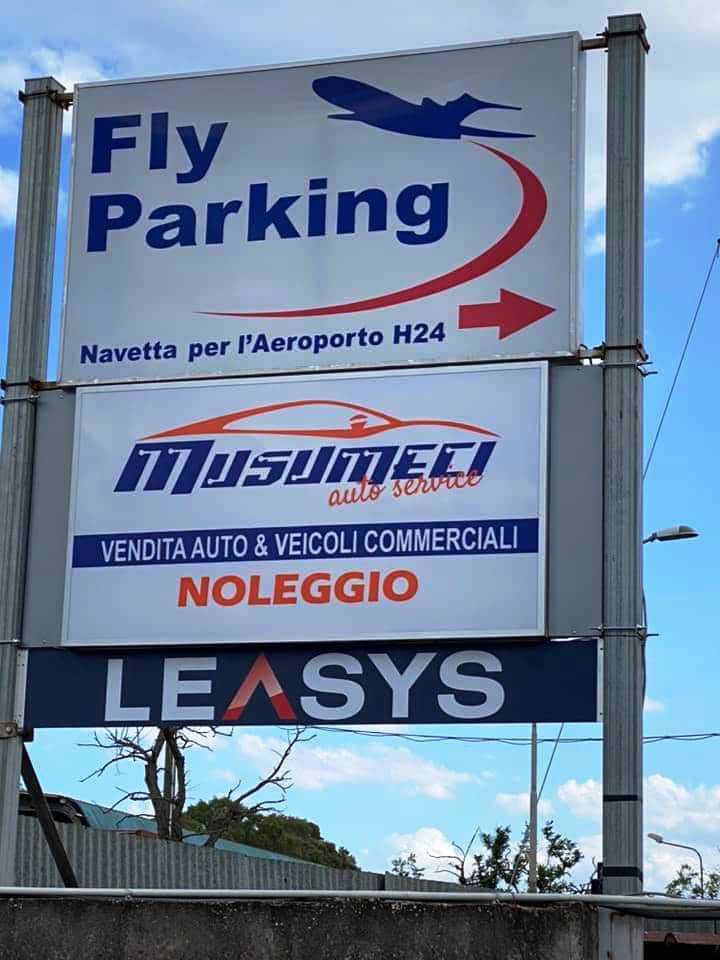 Fly
Parking
Navetta per l'Aeroporto H24
MUSUMECI
auto service
VENDITA AUTO & VEICOLI COMMERCIALI
NOLEGGIO
LEASYS